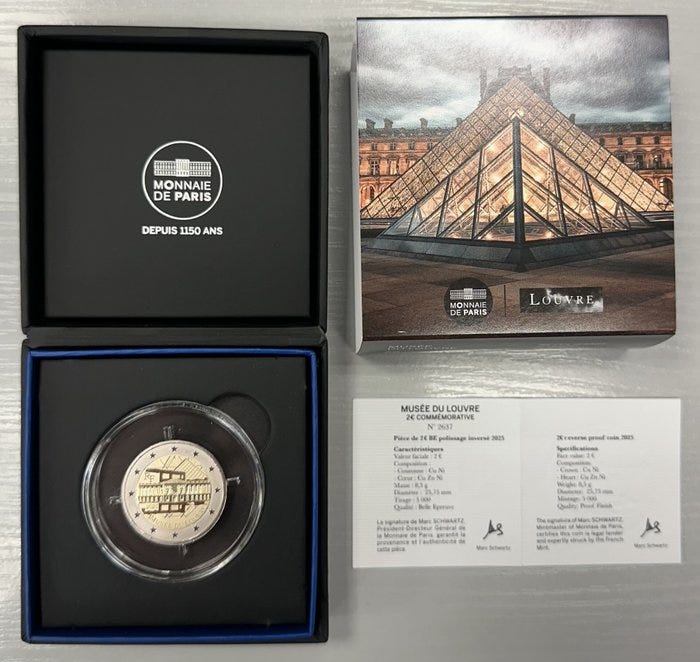 MONNAIE
DE PARIS
DEPUIS 1150 ANS
MONNAIE
DE PARIS
LOUVRE
RF
MUSÉE DU LOUVRE
2€ COMMÉMORATIVE
N° 2637
Pièce de 2€ BE polissage inversé 2025
Caractéristiques
Valeur faciale : 2 €
Composition :
- Couronne : Cu Ni
- Cœur : Cu Zn Ni
Masse : 8,5 g
Diamètre : 25,75 mm
Tirage : 5 000
Qualité : Belle Epreuve
La signature de Marc SCHWARTZ,
Président-Directeur Général de
la Monnaie de Paris, garantit la
provenance et l'authenticité de
cette pièce.
Marc Schwartz
2€ reverse proof coin 2025
Specifications
Face value: 2 €
Composition:
- Crown : Cu Ni
- Heart : Cu Zn Ni
Weight: 8,5 g
Diameter: 25,75 mm
Mintage: 5 000
Quality: Proof Finish
The signature of Marc SCHWARTZ,
Mintmaster of Monnaie de Paris,
certifies this coin is legal tender
and expertly struck by the French
Mint.
Marc Schwartz